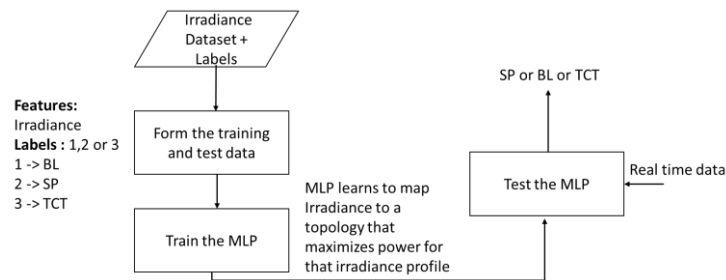 Irradiance
Dataset +
Labels
Features:
Irradiance
Labels : 1,2 or 3
1 -> BL
2 -> SP
3 -> TCT
Form the training
and test data
Train the MLP
MLP learns to map
Irradiance to a
topology that
maximizes power for
that irradiance profile
SP or BL or TCT
Test the MLP
Real time data